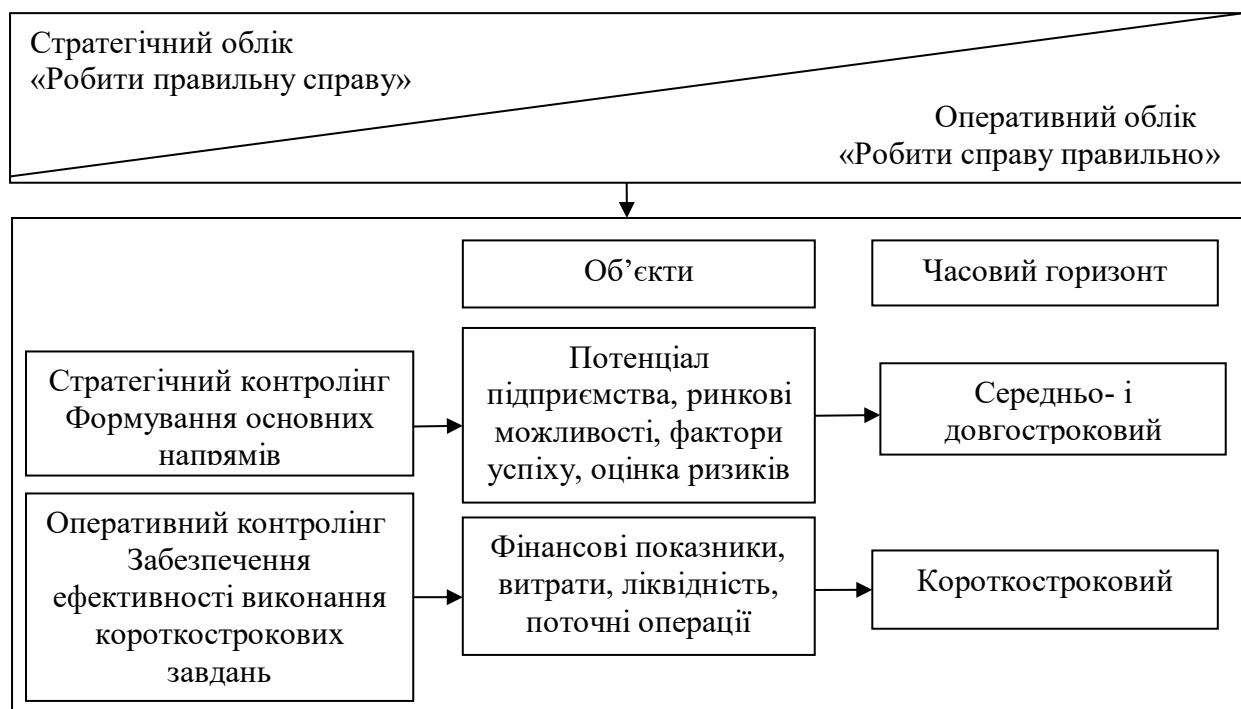 Стратегічний облік
«Робити правильну справу»
Оперативний облік
«Робити справу правильно»
Об’єкти
Часовий горизонт
Стратегічний контролінг
Формування основних
напрямів
Потенціал
підприємства, ринкові
можливості, фактори
успіху, оцінка ризиків
Середньо- і
довгостроковий
Оперативний контролінг
Забезпечення
ефективності виконання
короткострокових
завдань
Фінансові показники,
витрати, ліквідність,
поточні операції
Короткостроковий